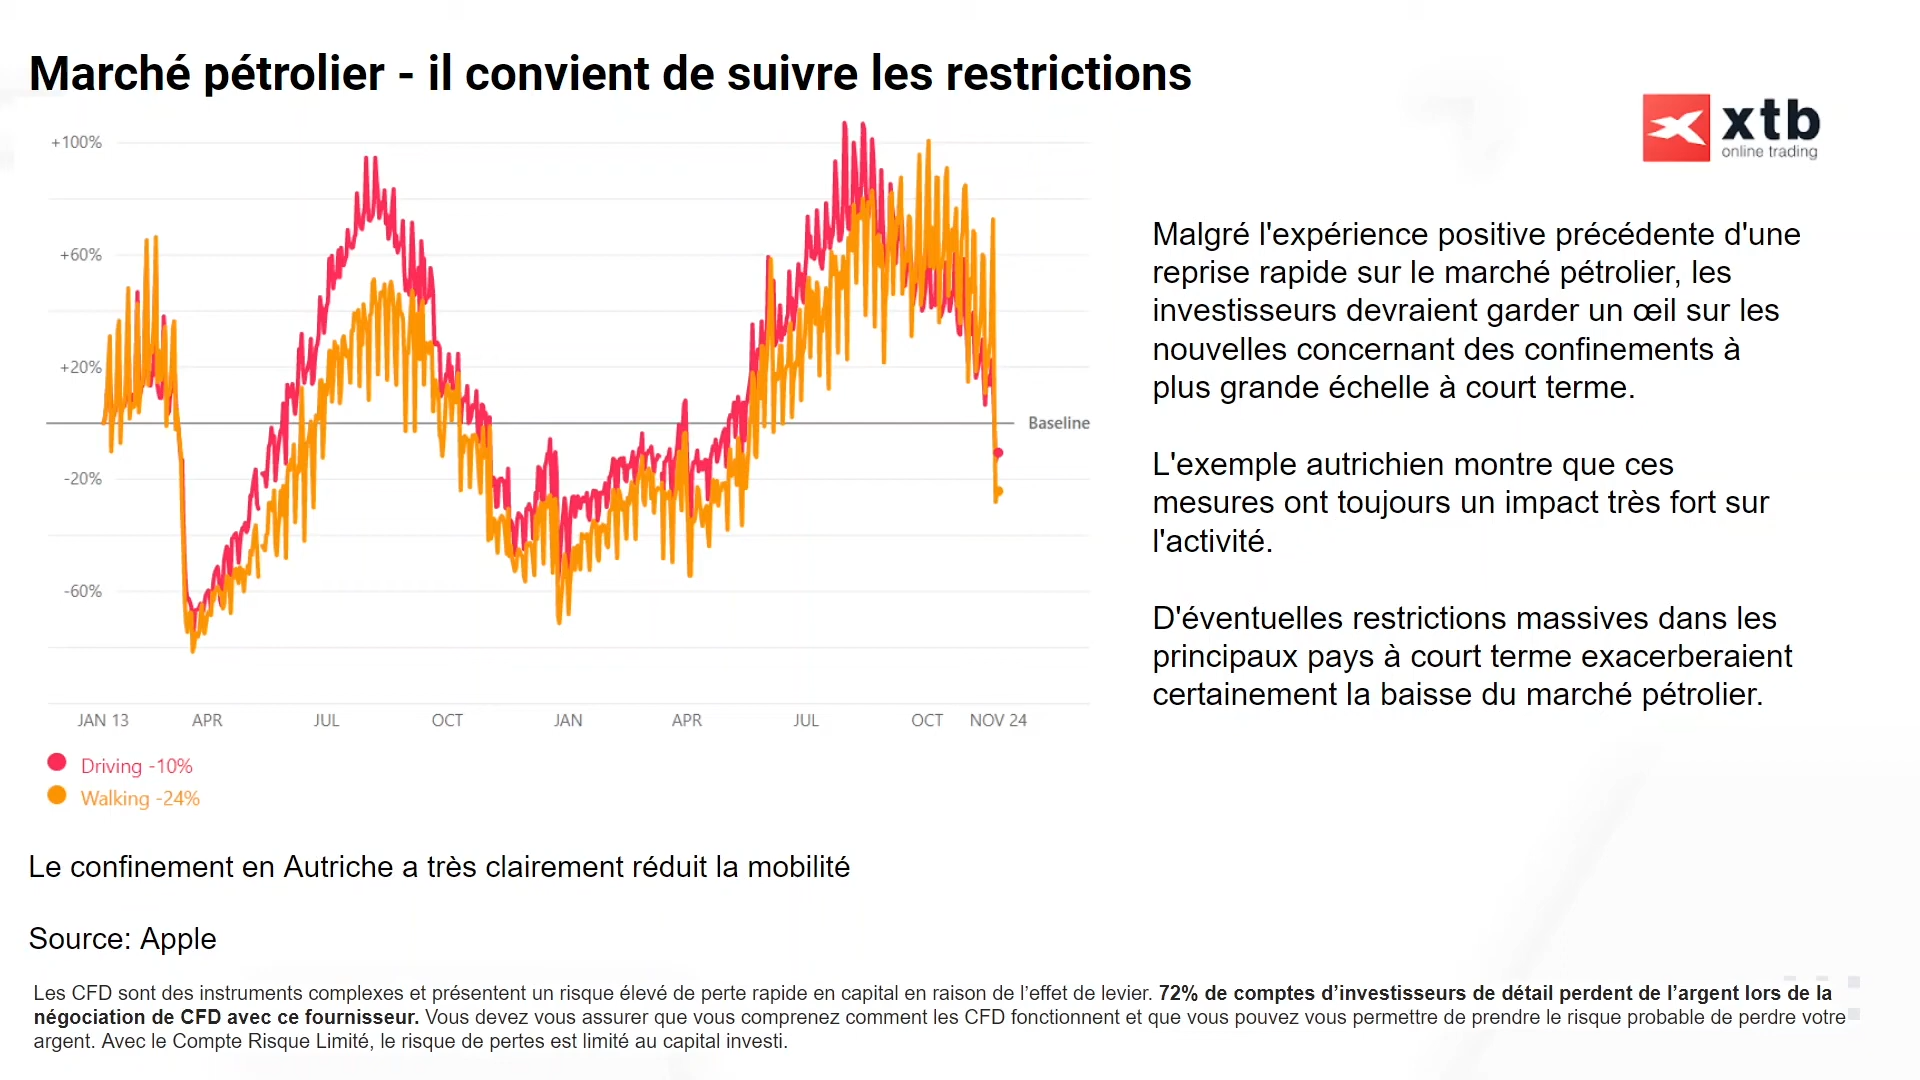 Marché pétrolier - il convient de suivre les restrictions
xtb
online trading
+100%
+60%
+20%
Baseline
-20%
-60%
JAN 13 APR JUL OCT JAN APR JUL OCT NOV 24
Driving -10%
Walking -24%
Malgré l'expérience positive précédente d'une
reprise rapide sur le marché pétrolier, les
investisseurs devraient garder un œil sur les
nouvelles concernant des confinements à
plus grande échelle à court terme.
L'exemple autrichien montre que ces
mesures ont toujours un impact très fort sur
l'activité.
D'éventuelles restrictions massives dans les
principaux pays à court terme exacerberaient
certainement la baisse du marché pétrolier.
Le confinement en Autriche a très clairement réduit la mobilité
Source: Apple
Les CFD sont des instruments complexes et présentent un risque élevé de perte rapide en capital en raison de l’effet de levier. 72% de comptes d’investisseurs de détail perdent de l’argent lors de la
négociation de CFD avec ce fournisseur. Vous devez vous assurer que vous comprenez comment les CFD fonctionnent et que vous pouvez vous permettre de prendre le risque probable de perdre votre
argent. Avec le Compte Risque Limité, le risque de pertes est limité au capital investi.